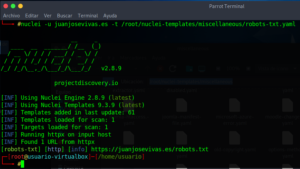 Parrot Terminal
Archivo Editar Ver Buscar Terminal Ayuda
#nuclei -u juanjosevivas.es -t /root/nuclei-templates/miscellaneous/robots-txt.yaml
v2.8.9
projectdiscovery.io
[INF] Using Nuclei Engine 2.8.9 (latest)
[INF] Using Nuclei Templates 9.3.9 (latest)
[INF] Templates added in last update: 61
[INF] Templates loaded for scan: 1
[INF] Targets loaded for scan: 1
[INF] Running httpx on input host
[INF] Found 1 URL from httpx
[robots-txt] [http] [info] https://juanjosevivas.es/robots.txt
[root@usuario-virtualbox]─[/home/usuario]
#